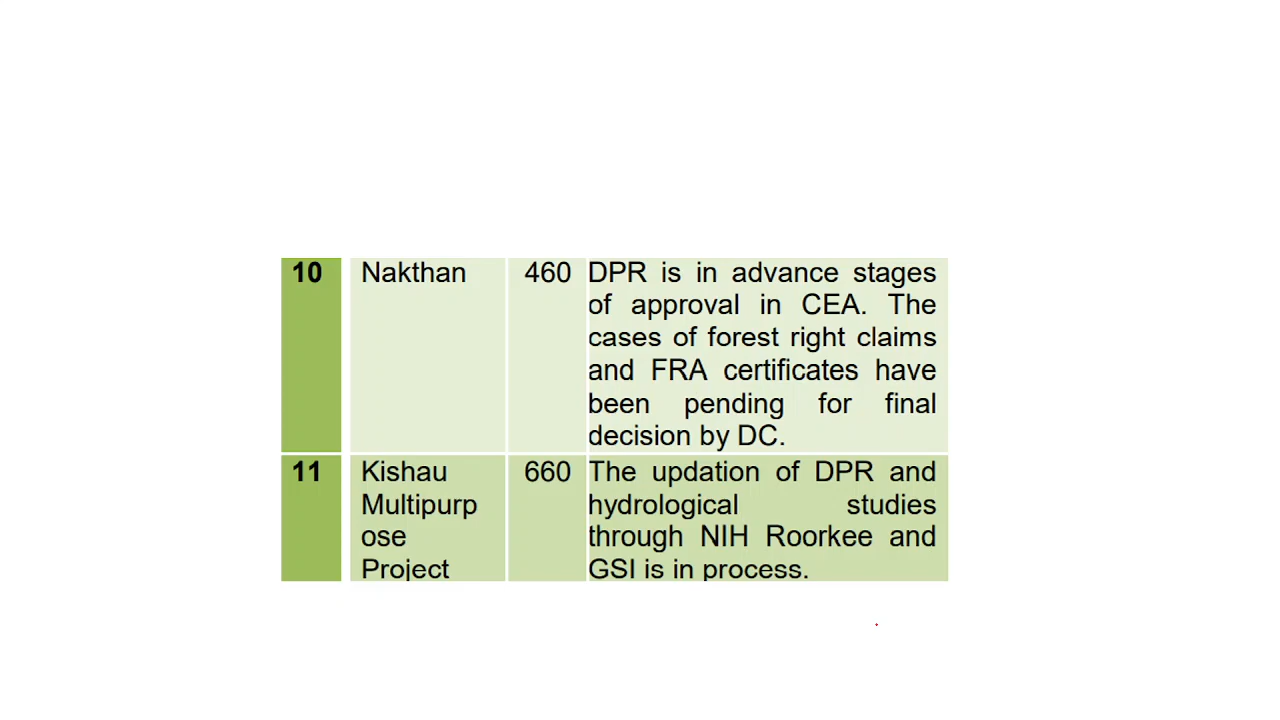 10 Nakthan 460 DPR is in advance stages
of approval in CEA. The
cases of forest right claims
and FRA certificates have
been pending for final
decision by DC.
11 Kishau 660 The updation of DPR and
Multipurp hydrological studies
ose through NIH Roorkee and
Project GSI is in process.